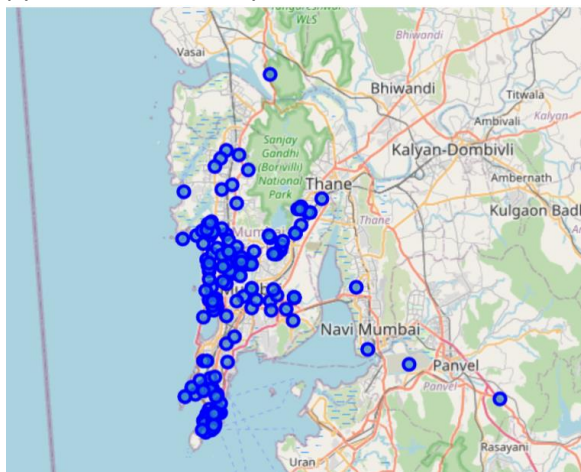 WLS
Bhiwandi
Vasai
Bhiwandi
Titwala
Ambivali
Kalyan
Sanjay
Gandhi
(Borivili)
National
Park
Kalyan-Dombivli
Thane
Ambernath
Kulgaon Badl
Thane
Navi Mumbai
Panvel
Panvel
Rasayani
Uran